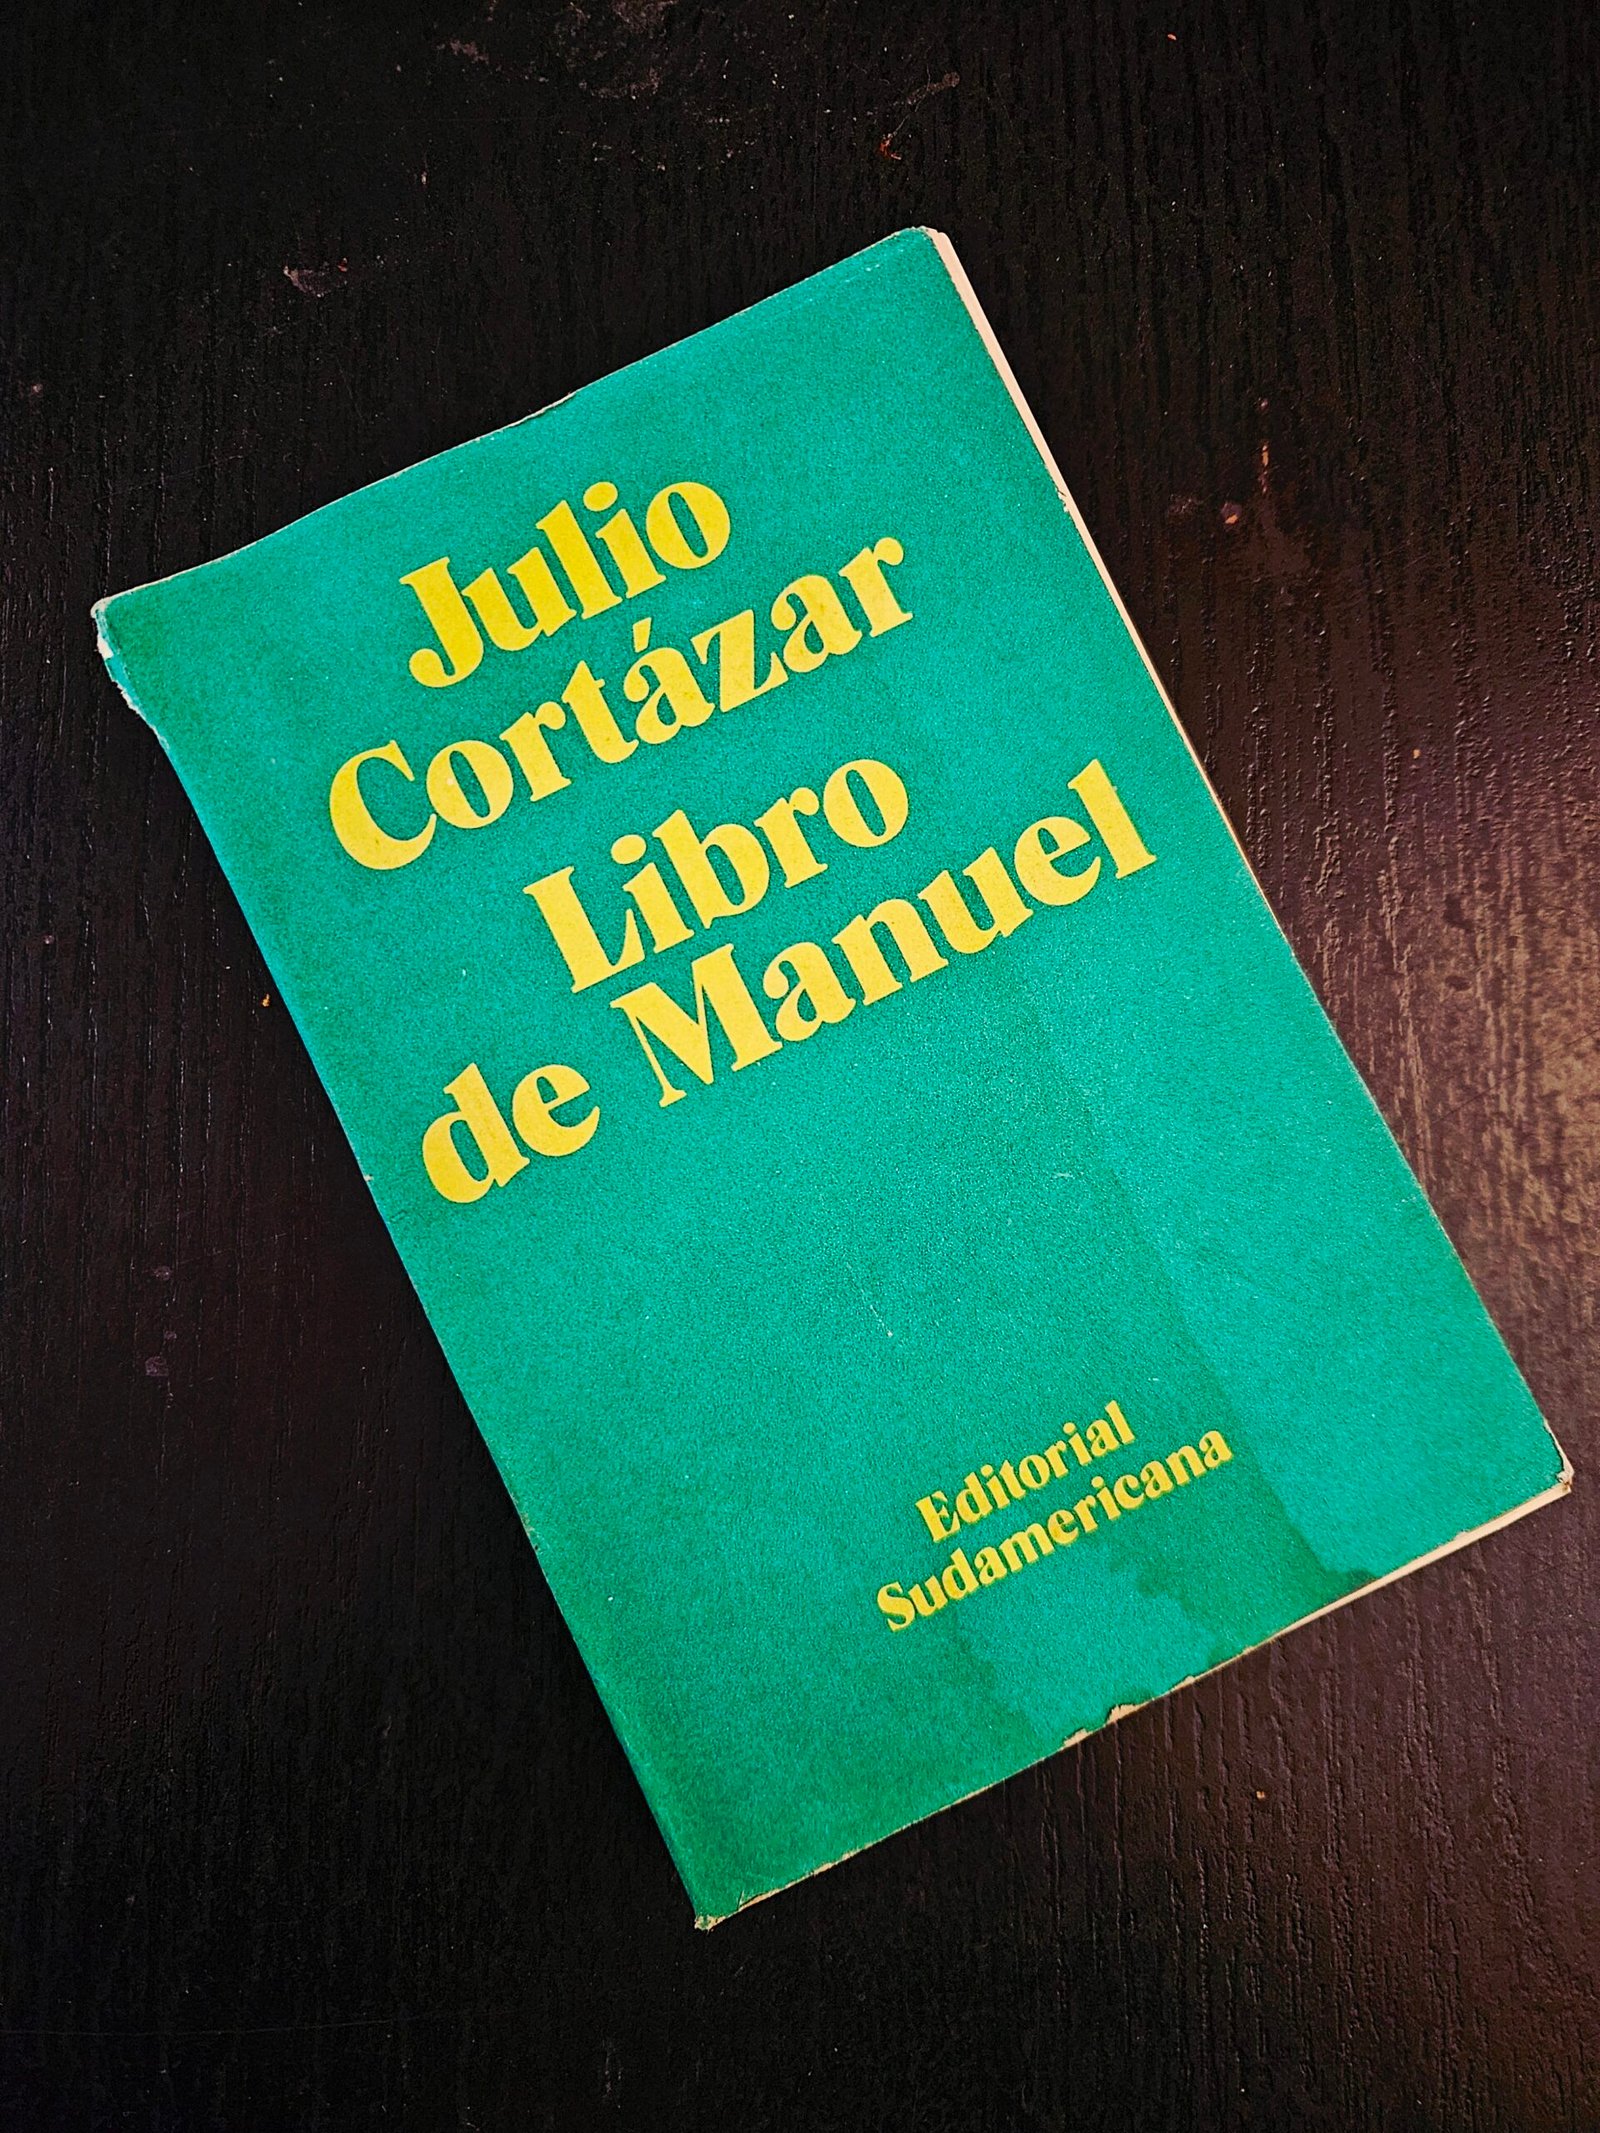 Julio
Cortázar
Libro
de Manuel
Editorial
Sudamericana